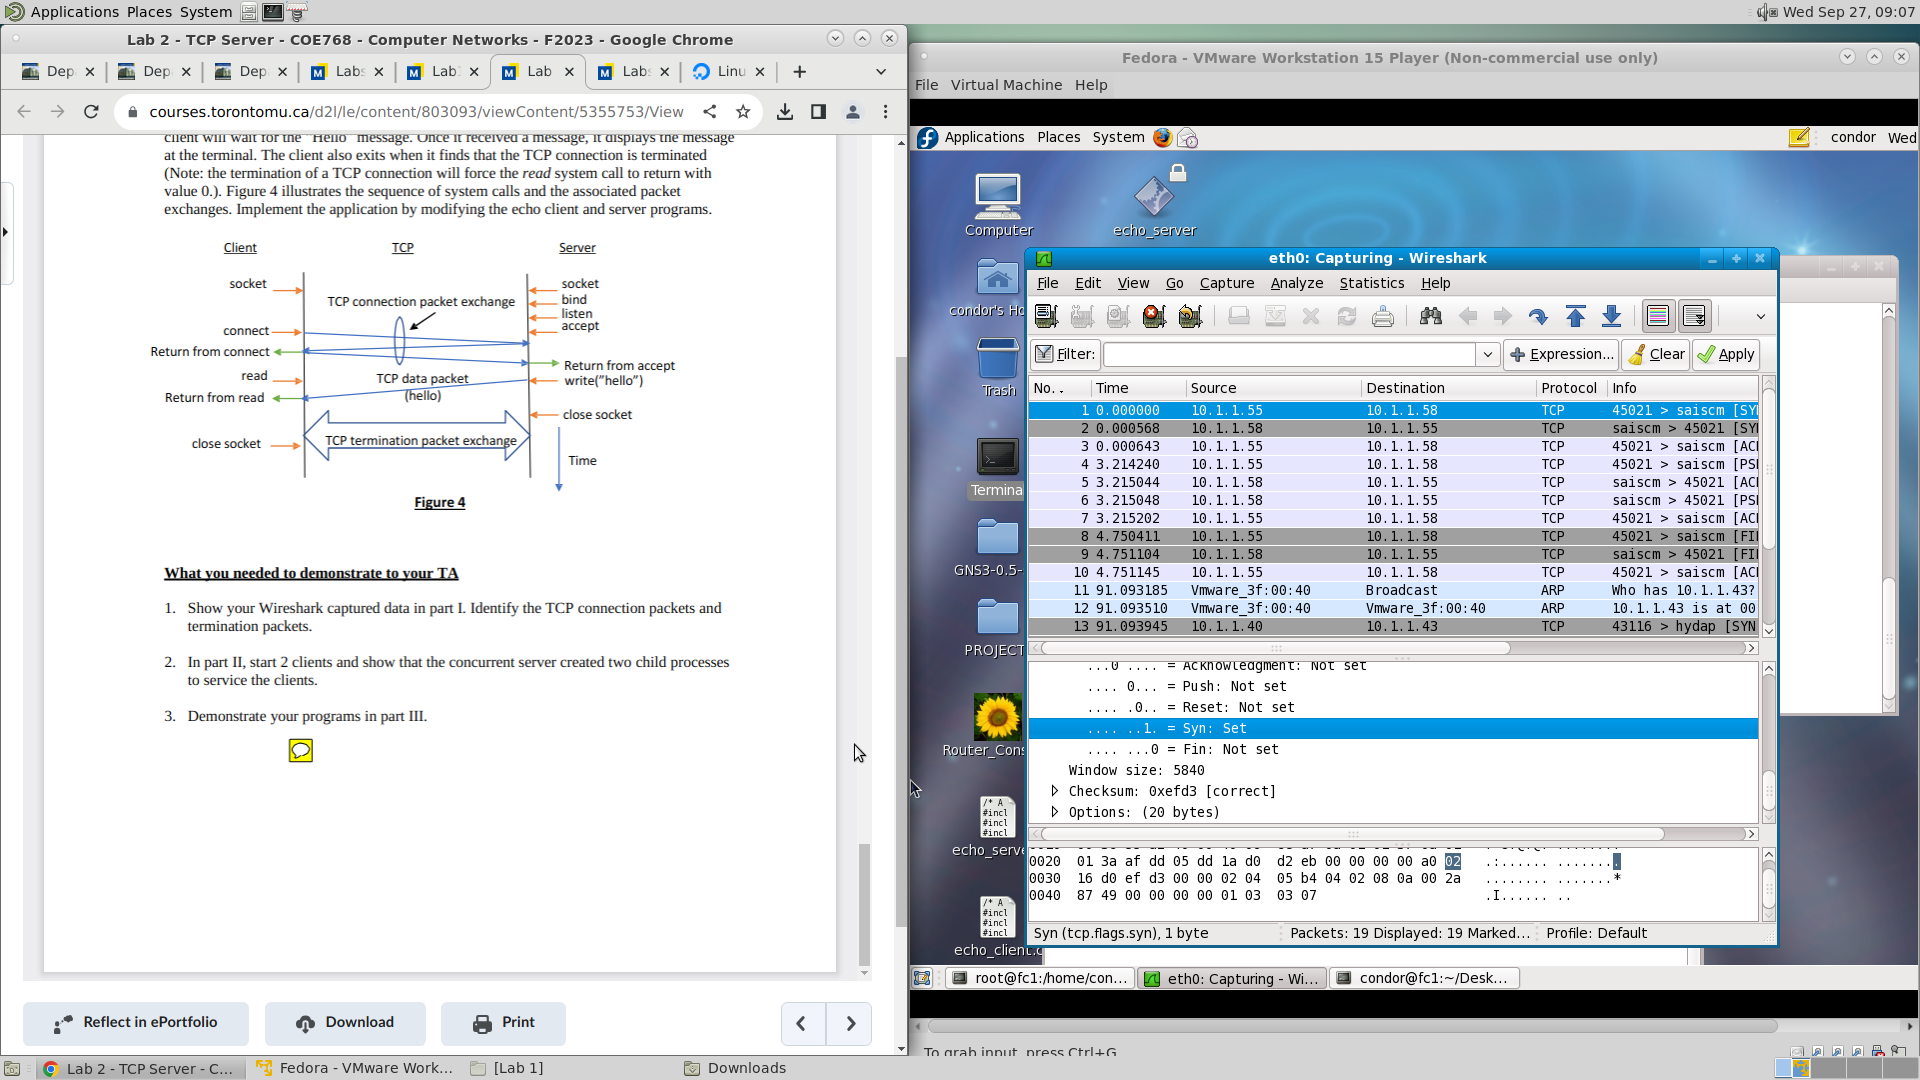 Applications Places System
Wed Sep 27, 09:07
Lab 2 - TCP Server - COE768 - Computer Networks - F2023 - Google Chrome
Dep
Dep
Dep
Labs
Lab
Lab
Labs
Linu
courses.torontomu.ca/d2l/le/content/803093/viewContent/5355753/View
client will wait for the "Hello" message. Once it received a message, it displays the message
at the terminal. The client also exits when it finds that the TCP connection is terminated
(Note: the termination of a TCP connection will force the read system call to return with
value 0.). Figure 4 illustrates the sequence of system calls and the associated packet
exchanges. Implement the application by modifying the echo client and server programs.
Client
TCP
Server
socket
socket
TCP connection packet exchange
bind
listen
accept
connect
Return from connect
Return from accept
read
TCP data packet
(hello)
write("hello")
Return from read
close socket
close socket
TCP termination packet exchange
Time
Figure 4
What you needed to demonstrate to your TA
1. Show your Wireshark captured data in part I. Identify the TCP connection packets and
termination packets.
2. In part II, start 2 clients and show that the concurrent server created two child processes
to service the clients.
3. Demonstrate your programs in part III.
Reflect in ePortfolio
Download
Print
Fedora - VMware Workstation 15 Player (Non-commercial use only)
File Virtual Machine Help
Applications Places System
condor Wed
Computer
echo_server
condor's Ho
Trash
Termina
GNS3-0.5-
PROJECT
Router_Cons
/* A
#incl
#incl
#incl
echo_serve
/* A
#incl
#incl
#incl
echo_client.c
eth0: Capturing - Wireshark
File Edit View Go Capture Analyze Statistics Help
Filter:
Expression...
Clear
Apply
No. . Time Source Destination Protocol Info
1 0.000000 10.1.1.55 10.1.1.58 TCP 45021 > saiscm [SY
2 0.000568 10.1.1.58 10.1.1.55 TCP saiscm > 45021 [SY
3 0.000643 10.1.1.55 10.1.1.58 TCP 45021 > saiscm [AC
4 3.214240 10.1.1.55 10.1.1.58 TCP 45021 > saiscm [PS
5 3.215044 10.1.1.58 10.1.1.55 TCP saiscm > 45021 [AC
6 3.215048 10.1.1.58 10.1.1.55 TCP saiscm > 45021 [PS
7 3.215202 10.1.1.55 10.1.1.58 TCP 45021 > saiscm [AC
8 4.750411 10.1.1.55 10.1.1.58 TCP 45021 > saiscm [FI
9 4.751104 10.1.1.58 10.1.1.55 TCP saiscm > 45021 [FI
10 4.751145 10.1.1.55 10.1.1.58 TCP 45021 > saiscm [AC
11 91.093185 Vmware_3f:00:40 Broadcast ARP Who has 10.1.1.43?
12 91.093510 Vmware_3f:00:40 Vmware_3f:00:40 ARP 10.1.1.43 is at 00
13 91.093945 10.1.1.40 10.1.1.43 TCP 43116 > hydap [SYN
...0 .... = Acknowledgment: Not set
.... 0... = Push: Not set
.... .0.. = Reset: Not set
.... ..1. = Syn: Set
.... ...0 = Fin: Not set
Window size: 5840
Checksum: 0xefd3 [correct]
Options: (20 bytes)
0020 01 3a af dd 05 dd 1a d0 d2 eb 00 00 00 00 a0 02 .:...... ........
0030 16 d0 ef d3 00 00 02 04 05 b4 04 02 08 0a 00 2a ........ .......*
0040 87 49 00 00 00 00 01 03 03 07 .I...... ..
Syn (tcp.flags.syn), 1 byte
Packets: 19 Displayed: 19 Marked...
Profile: Default
root@fc1:/home/con...
eth0: Capturing - Wi...
condor@fc1:~/Desk...
To grab input, press Ctrl+G
Lab 2 - TCP Server - C...
Fedora - VMware Work...
[Lab 1]
Downloads